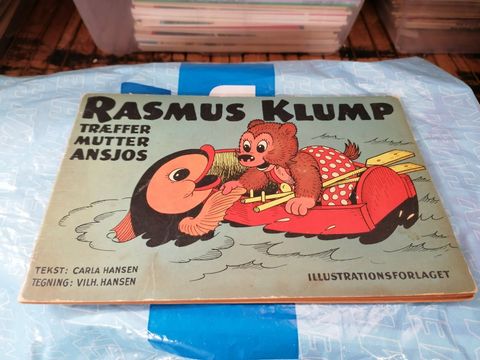 RASMUS KLUMP
TRÆFFER
MUTTER
ANSJOS
TEKST: CARLA HANSEN
TEGNING: VILH. HANSEN
ILLUSTRATIONSFORLAGET